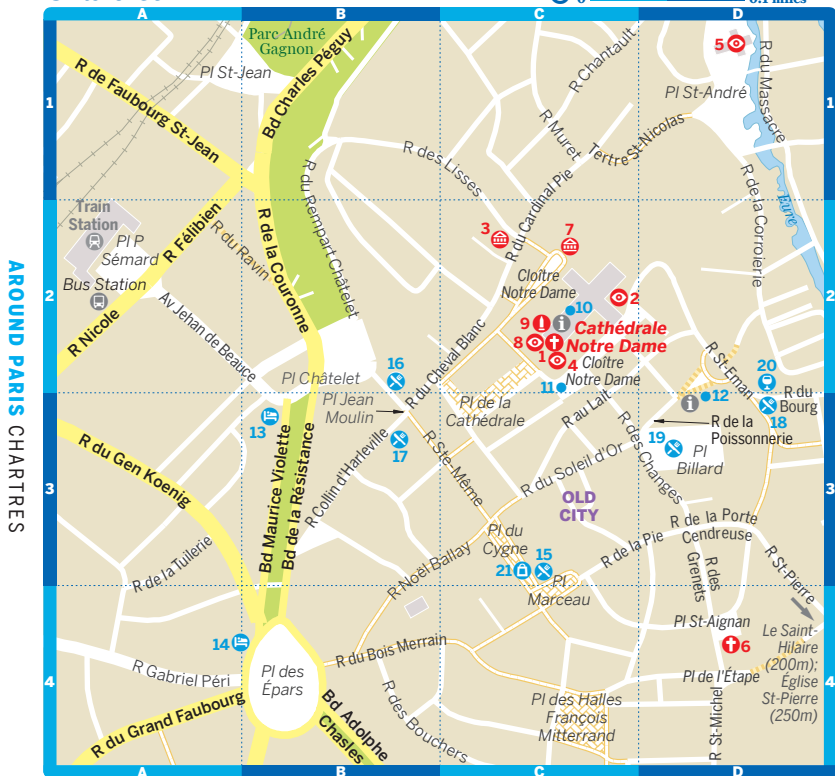 0
0.1 miles
A
B
C
D
1
2
3
4
AROUND PARIS CHARTRES
Parc André
Gagnon
Pl St-Jean
Bd Charles Péguy
R de Faubourg St-Jean
R du Rempart Châtelet
R des Lisses
R Chantault
R Muret
Tertre St-Nicolas
5
Pl St-André
R du Massacre
Eure
R de la Corroierie
R du Cardinal Pie
3
7
Train
Station
Pl P
Sémard
Bus Station
R Félibien
R du Ravin
R de la Couronne
R Nicole
Av Jehan de Beauce
Cloître
Notre Dame
2
10
9
8
Cathédrale
Notre Dame
1
4
Cloître
Notre Dame
11
R du Cheval Blanc
16
Pl Châtelet
Pl Jean
Moulin
Pl de la
Cathédrale
R au Lait
R St-Eman
20
12
R du
Bourg
18
R de la
Poissonnerie
19
Pl
Billard
R des Changes
13
17
R Collin d'Harleville
R Ste-Même
R du Soleil d'Or
OLD
CITY
R du Gen Koenig
Bd Maurice Violette
Bd de la Résistance
R de la Tuilerie
Pl du
Cygne
21
15
Pl
Marceau
R Noël Ballay
R de la Pie
R de la Porte
Cendreuse
R des
Grenets
R St-Pierre
Pl St-Aignan
6
Le Saint-
Hilaire
(200m);
Église
St-Pierre
(250m)
14
R Gabriel Péri
Pl des
Épars
R du Bois Merrain
Pl de l'Étape
R du Grand Faubourg
Bd Adolphe
Chasles
R des Bouchers
Pl des Halles
François
Mitterrand
R St-Michel
A
B
C
D
1
2
3
4